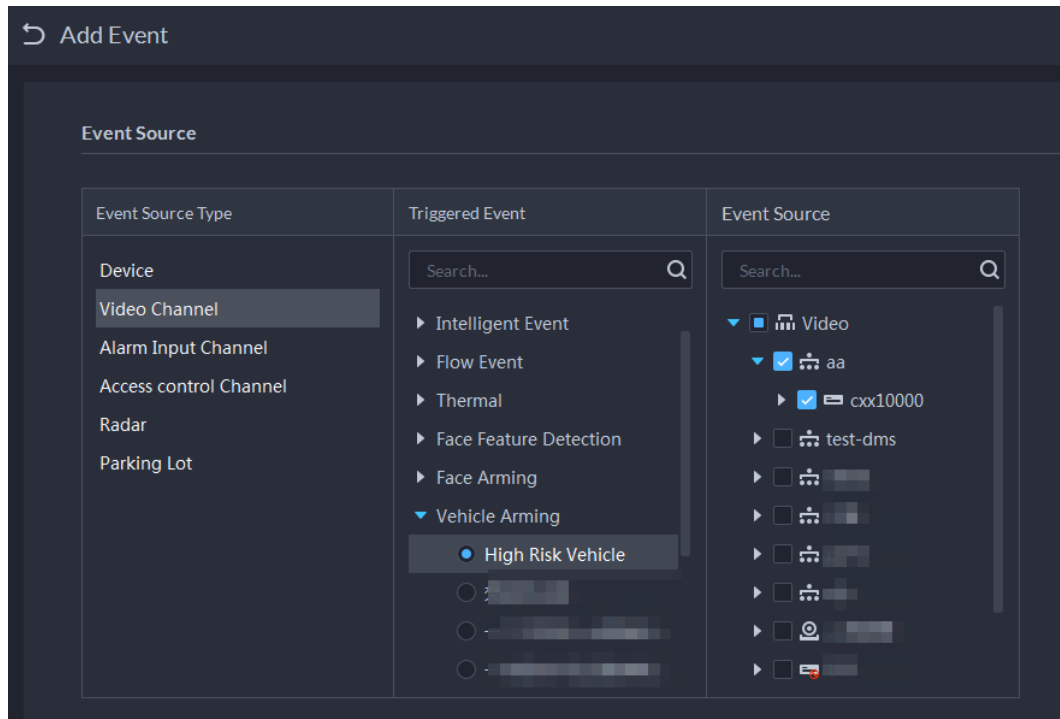 Add Event
Event Source
Event Source Type
Device
Video Channel
Alarm Input Channel
Access control Channel
Radar
Parking Lot
Triggered Event
Search...
Intelligent Event
Flow Event
Thermal
Face Feature Detection
Face Arming
Vehicle Arming
High Risk Vehicle
Event Source
Search...
Video
aa
cxx10000
test-dms